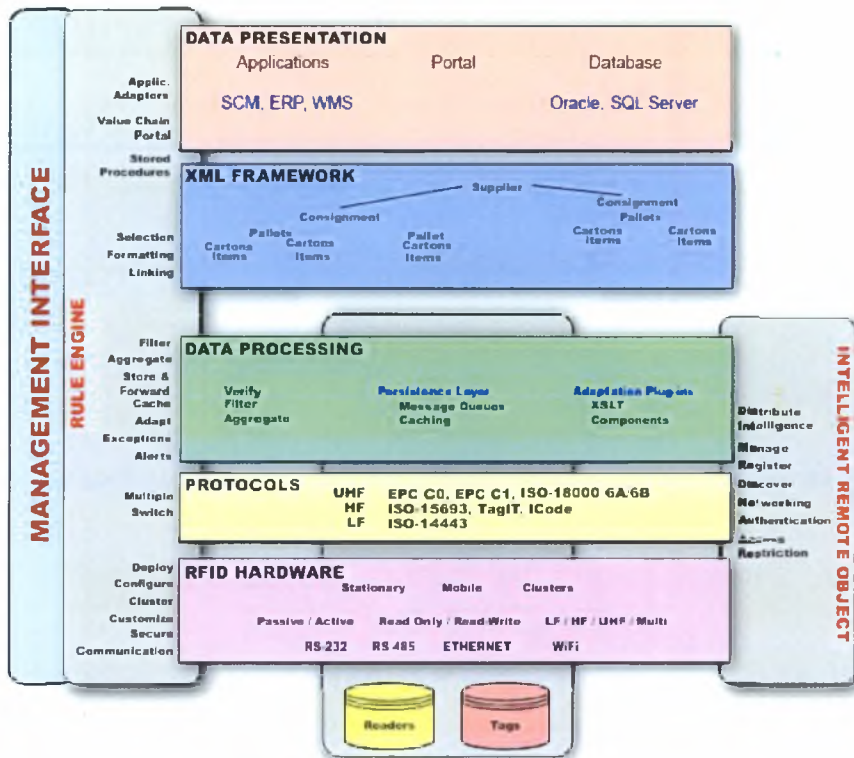 MANAGEMENT INTERFACE
RULE ENGINE
Applic.
Adaptors
Value Chain
Portal
Stored
Procedures
Selection
Formatting
Linking
Filter
Aggregate
Store &
Forward
Cache
Adapt
Exceptions
Alerts
Multiple
Switch
Deploy
Configure
Cluster
Customize
Secure
Communication
DATA PRESENTATION
Applications Portal Database
SCM, ERP, WMS Oracle, SQL Server
XML FRAMEWORK
Supplier
Consignment Consignment
Pallets Pallet Pallets
Cartons Cartons Cartons Cartons Cartons
Items Items Items Items Items
DATA PROCESSING
Verify Persistence Layer Adaptation Plugins
Filter Message Queues XSLT
Aggregate Caching Components
PROTOCOLS
UHF EPC C0, EPC C1, ISO-18000 6A/6B
HF ISO-15693, TagIT, ICode
LF ISO-14443
RFID HARDWARE
Stationary Mobile Clusters
Passive / Active Read Only / Read-Write LF / HF / UHF / Multi
RS-232 RS 485 ETHERNET WiFi
Readers Tags
Distribute
Intelligence
Manage
Register
Discover
Networking
Authentication
Access
Restriction
INTELLIGENT REMOTE OBJECT